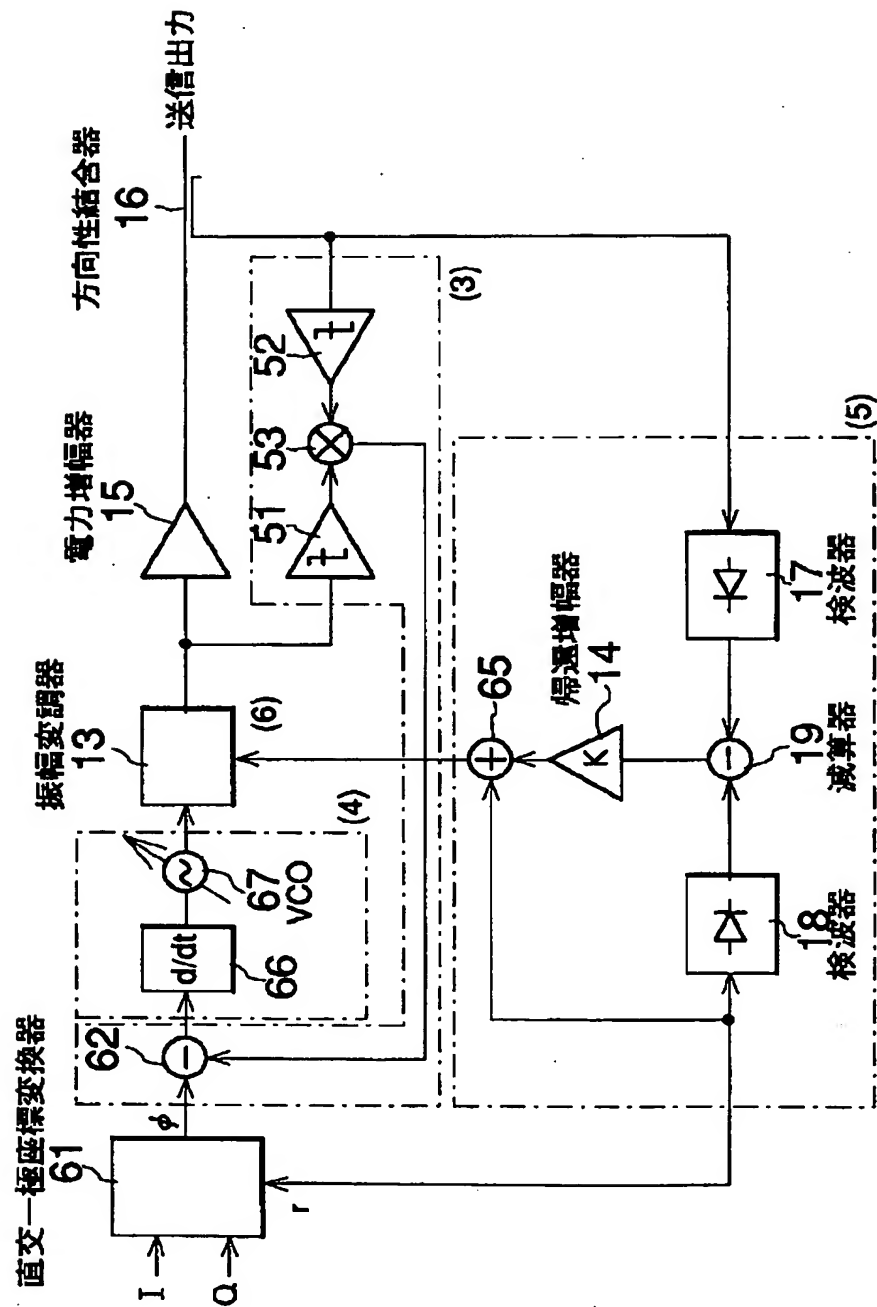 直交ー極座標変換器
61
I
Q
φ
r
62
d/dt
66
67
VCO
(4)
振幅変調器
13
(6)
電力増幅器
15
方向性結合器
16
送信出力
51
53
52
(3)
65
帰還増幅器
14
K
18
検波器
19
減算器
17
検波器
(5)